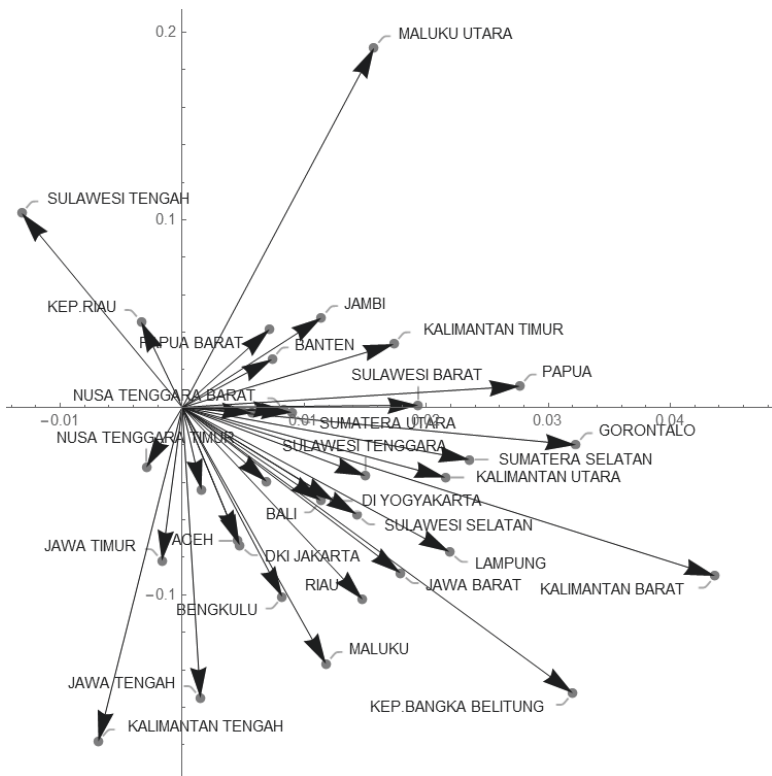 0.2
MALUKU UTARA
SULAWESI TENGAH
0.1
KEP.RIAU
JAMBI
KALIMANTAN TIMUR
PAPUA BARAT
BANTEN
SULAWESI BARAT
PAPUA
NUSA TENGGARA BARAT
−0.01
0.01
0.02
0.03
0.04
SUMATERA UTARA
GORONTALO
NUSA TENGGARA TIMUR
SULAWESI TENGGARA
SUMATERA SELATAN
KALIMANTAN UTARA
DI YOGYAKARTA
BALI
SULAWESI SELATAN
ACEH
JAWA TIMUR
DKI JAKARTA
LAMPUNG
RIAU
JAWA BARAT
KALIMANTAN BARAT
−0.1
BENGKULU
MALUKU
JAWA TENGAH
KEP.BANGKA BELITUNG
KALIMANTAN TENGAH